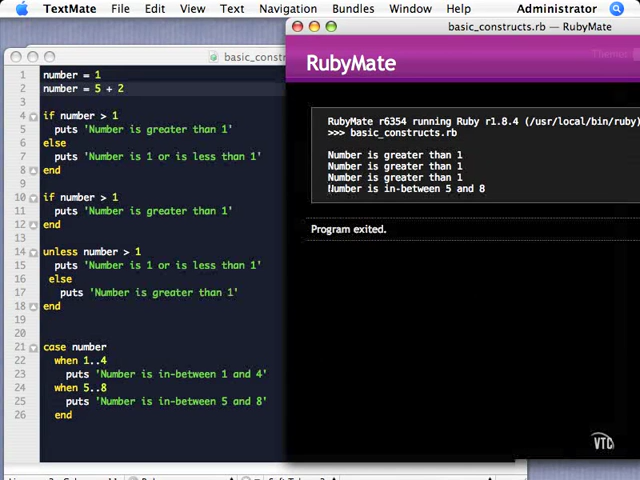 TextMate File Edit View Text Navigation Bundles Window Help Administrator
basic_constructs.rb — RubyMate
basic_constr
RubyMate
Theme:
1 number = 1
2 number = 5 + 2
3
4 if number > 1
5 puts 'Number is greater than 1'
6 else
7 puts 'Number is 1 or is less than 1'
8 end
9
10 if number > 1
11 puts 'Number is greater than 1'
12 end
13
14 unless number > 1
15 puts 'Number is 1 or is less than 1'
16 else
17 puts 'Number is greater than 1'
18 end
19
20
21 case number
22 when 1..4
23 puts 'Number is in-between 1 and 4'
24 when 5..8
25 puts 'Number is in-between 5 and 8'
26 end
RubyMate r6354 running Ruby r1.8.4 (/usr/local/bin/ruby)
>>> basic_constructs.rb
Number is greater than 1
Number is greater than 1
Number is greater than 1
Number is in-between 5 and 8
Program exited.
VTC